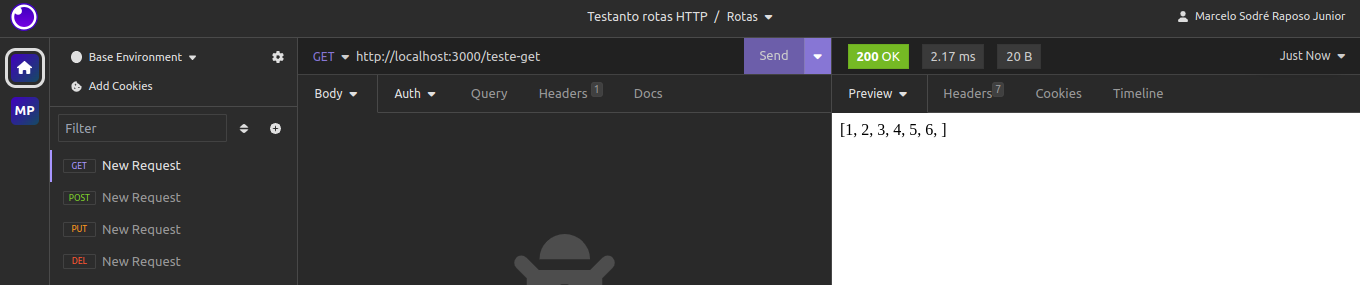 Testanto rotas HTTP / Rotas
Marcelo Sodré Raposo Junior
MP
Base Environment
Add Cookies
Filter
GET New Request
POST New Request
PUT New Request
DEL New Request
GET http://localhost:3000/teste-get Send
Body Auth Query Headers 1 Docs
200 OK 2.17 ms 20 B Just Now
Preview Headers 7 Cookies Timeline
[1, 2, 3, 4, 5, 6, ]